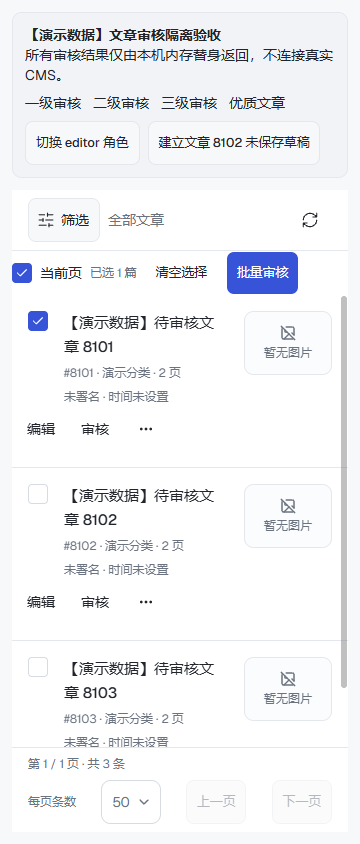 【演示数据】文章审核隔离验收
所有审核结果仅由本机内存替身返回，不连接真实
CMS。
一级审核 二级审核 三级审核 优质文章
切换 editor 角色 建立文章 8102 未保存草稿
筛选 全部文章
当前页 已选 1 篇 清空选择 批量审核
【演示数据】待审核文
章 8101
暂无图片
#8101 · 演示分类 · 2 页
未署名 · 时间未设置
编辑 审核 ···
【演示数据】待审核文
章 8102
暂无图片
#8102 · 演示分类 · 2 页
未署名 · 时间未设置
编辑 审核 ···
【演示数据】待审核文
章 8103
暂无图片
#8103 · 演示分类 · 2 页
未署名 · 时间未设置
第 1 / 1 页 · 共 3 条
每页条数 50 上一页 下一页